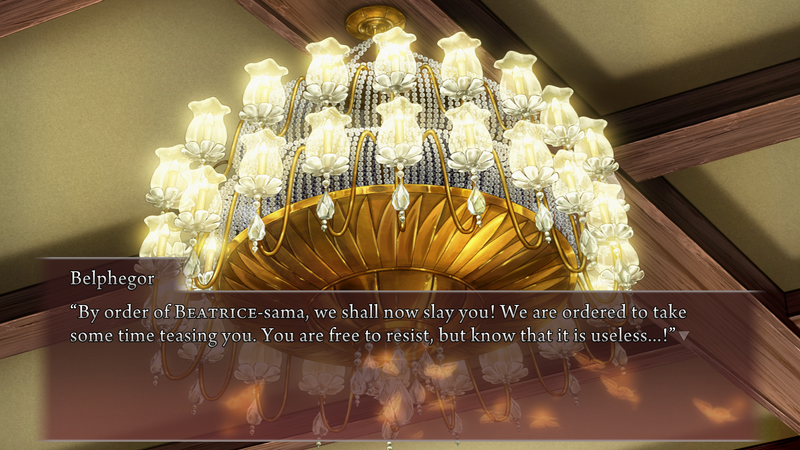 Belphegor
“By order of BEATRICE-sama, we shall now slay you! We are ordered to take
some time teasing you. You are free to resist, but know that it is useless...!”